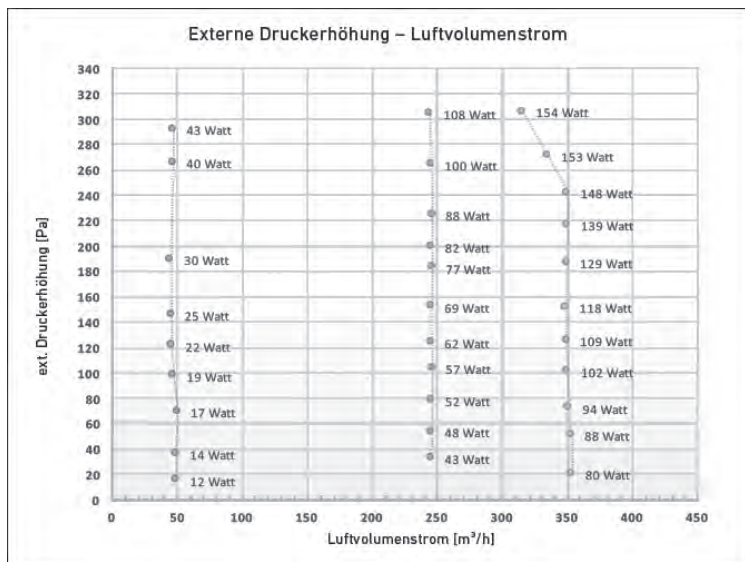 Externe Druckerhöhung – Luftvolumenstrom
ext. Druckerhöhung [Pa]
340
320
300
280
260
240
220
200
180
160
140
120
100
80
60
40
20
0
43 Watt
40 Watt
30 Watt
25 Watt
22 Watt
19 Watt
17 Watt
14 Watt
12 Watt
108 Watt
100 Watt
88 Watt
82 Watt
77 Watt
69 Watt
62 Watt
57 Watt
52 Watt
48 Watt
43 Watt
154 Watt
153 Watt
148 Watt
139 Watt
129 Watt
118 Watt
109 Watt
102 Watt
94 Watt
88 Watt
80 Watt
0 50 100 150 200 250 300 350 400 450
Luftvolumenstrom [m³/h]